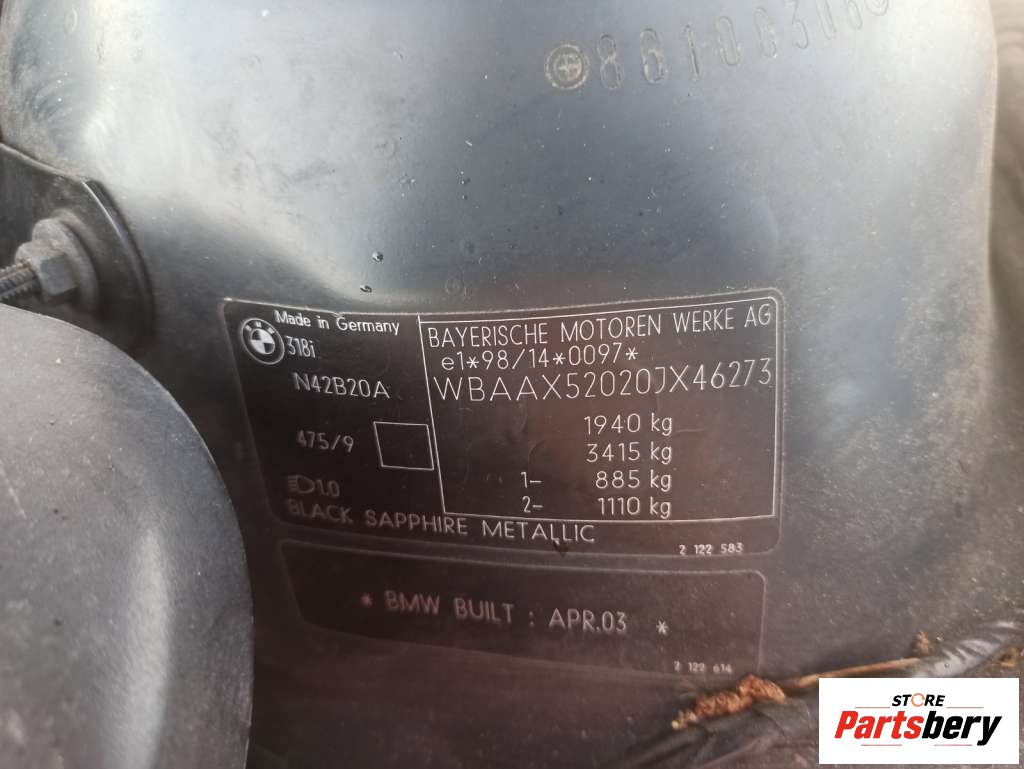 Made in Germany
318i
N42B20A
475/9
1.0
BLACK SAPPHIRE METALLIC
BAYERISCHE MOTOREN WERKE AG
e1*98/14*0097*
WBAAX52020JX46273
1940 kg
3415 kg
1- 885 kg
2- 1110 kg
2 122 583
* BMW BUILT : APR.03 *
2 122 614
STORE
Partsbery